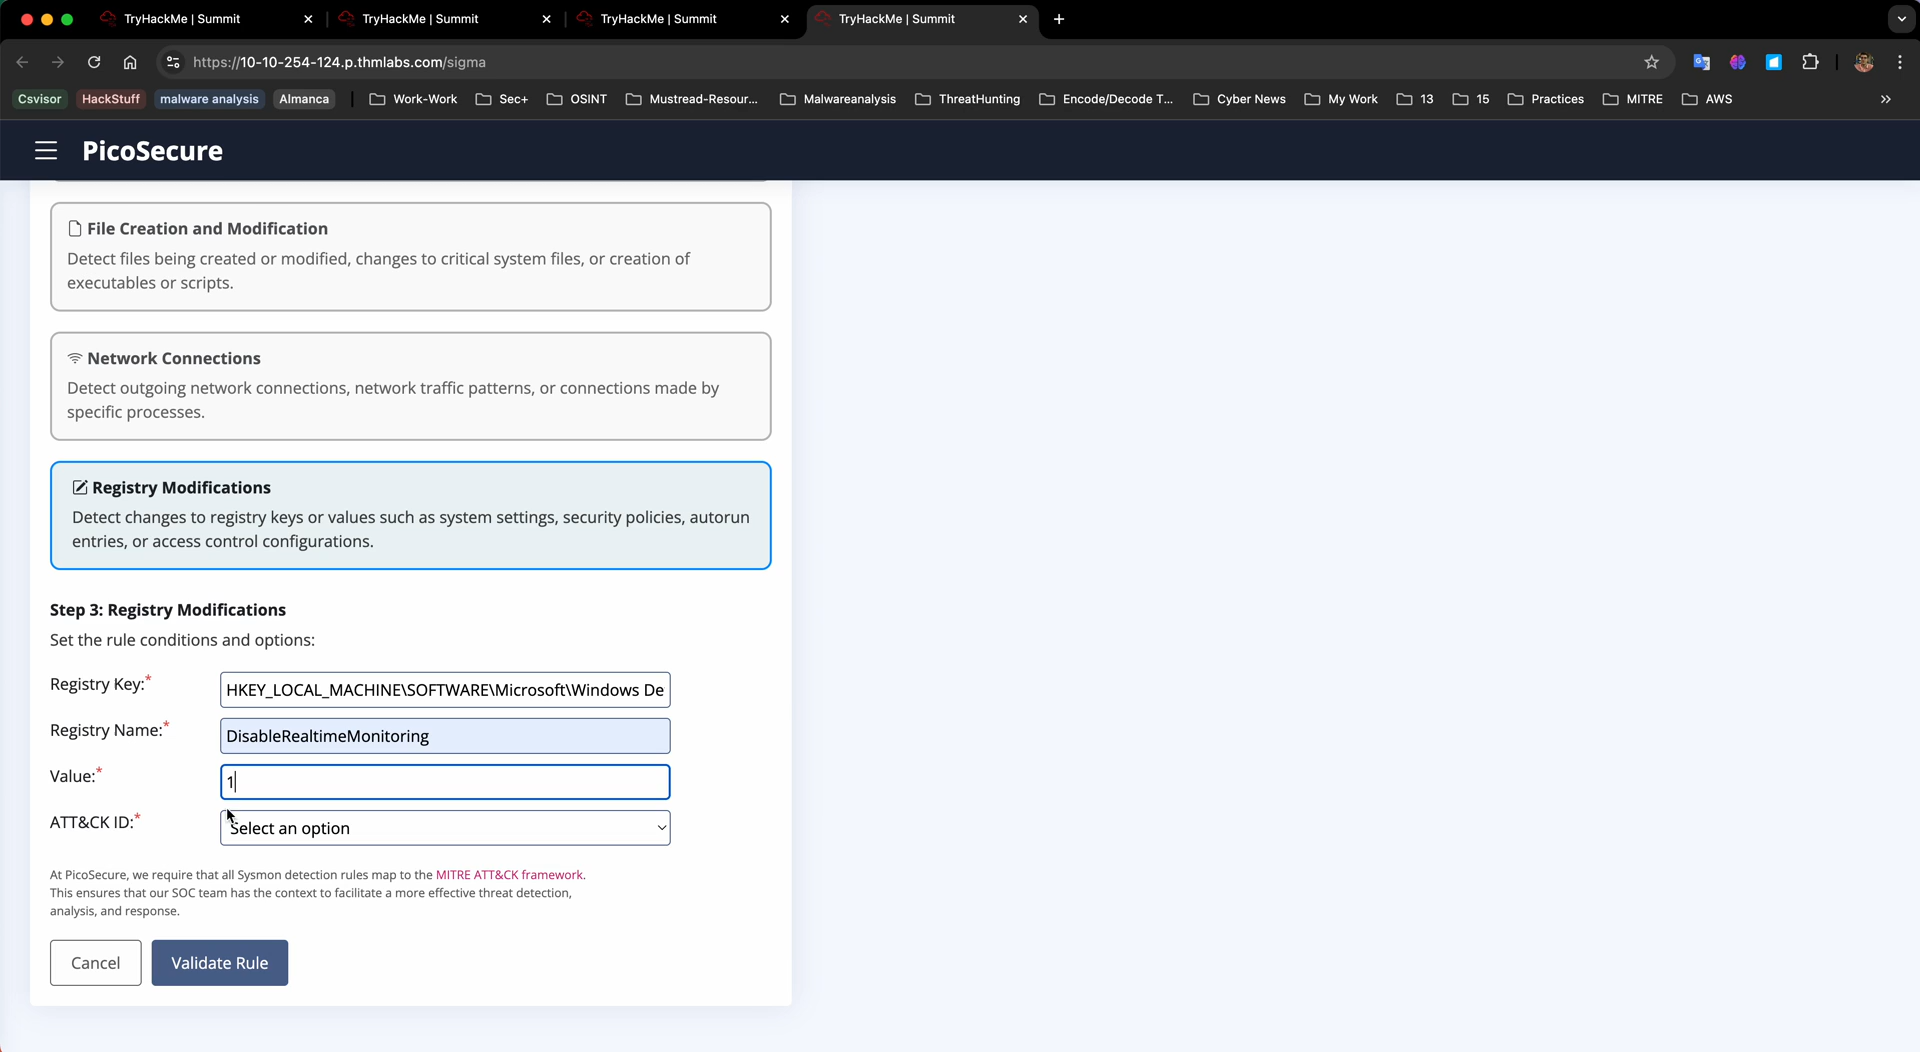 TryHackMe | Summit
TryHackMe | Summit
TryHackMe | Summit
TryHackMe | Summit
https://10-10-254-124.p.thmlabs.com/sigma
Csvisor
HackStuff
malware analysis
Almanca
Work-Work
Sec+
OSINT
Mustread-Resour...
Malwareanalysis
ThreatHunting
Encode/Decode T...
Cyber News
My Work
13
15
Practices
MITRE
AWS
PicoSecure
File Creation and Modification
Detect files being created or modified, changes to critical system files, or creation of
executables or scripts.
Network Connections
Detect outgoing network connections, network traffic patterns, or connections made by
specific processes.
Registry Modifications
Detect changes to registry keys or values such as system settings, security policies, autorun
entries, or access control configurations.
Step 3: Registry Modifications
Set the rule conditions and options:
Registry Key:* HKEY_LOCAL_MACHINE\SOFTWARE\Microsoft\Windows De
Registry Name:* DisableRealtimeMonitoring
Value:* 1
ATT&CK ID:* Select an option
At PicoSecure, we require that all Sysmon detection rules map to the MITRE ATT&CK framework.
This ensures that our SOC team has the context to facilitate a more effective threat detection,
analysis, and response.
Cancel
Validate Rule